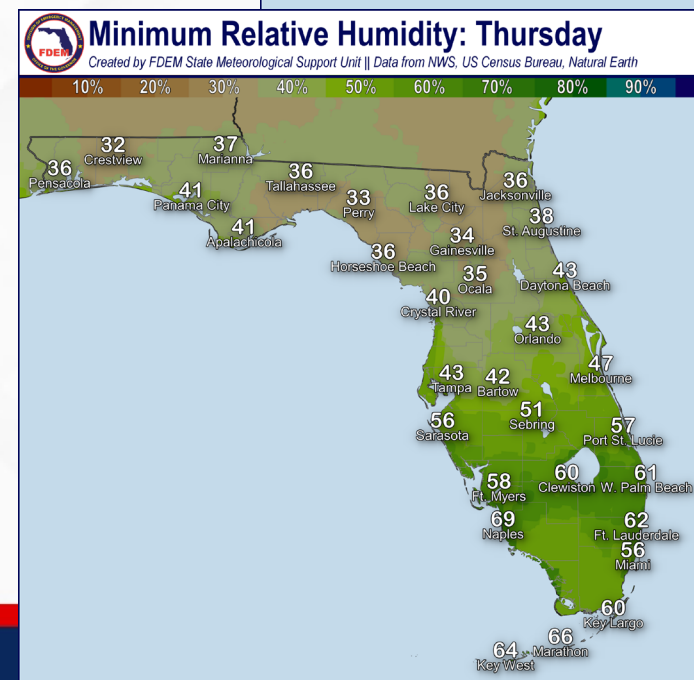 FDEM
Minimum Relative Humidity: Thursday
Created by FDEM State Meteorological Support Unit || Data from NWS, US Census Bureau, Natural Earth
10% 20% 30% 40% 50% 60% 70% 80% 90%
32
Crestview
37
Marianna
36
Pensacola
36
Tallahassee
41
Panama City
33
Perry
36
Lake City
36
Jacksonville
41
Apalachicola
38
St. Augustine
34
Gainesville
36
Horseshoe Beach
35
Ocala
43
Daytona Beach
40
Crystal River
43
Orlando
43
Tampa
42
Bartow
47
Melbourne
56
Sarasota
51
Sebring
57
Port St. Lucie
58
Ft. Myers
60
Clewiston
61
W. Palm Beach
69
Naples
62
Ft. Lauderdale
56
Miami
60
Key Largo
66
Marathon
64
Key West